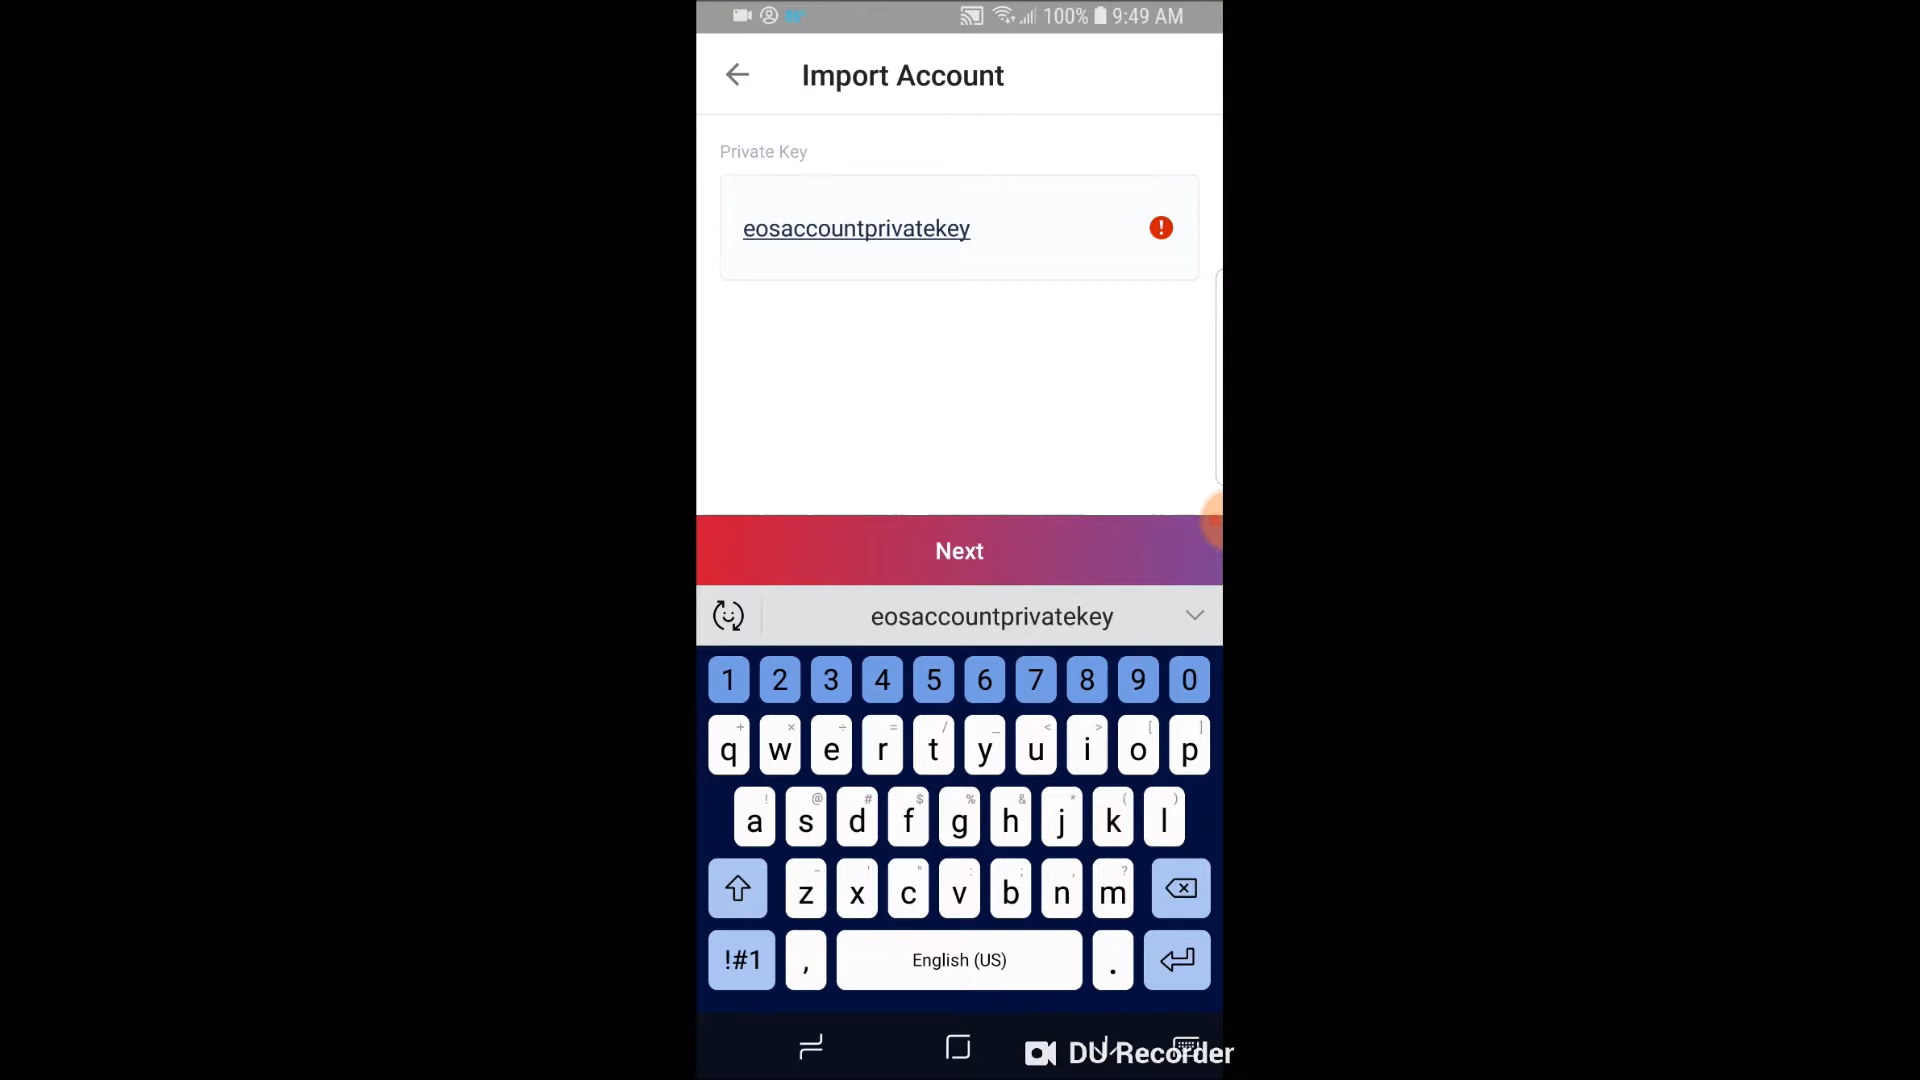 100% 9:49 AM
Import Account
Private Key
eosaccountprivatekey
Next
eosaccountprivatekey
1 2 3 4 5 6 7 8 9 0
+ × ÷ = / _ < > [ ]
q w e r t y u i o p
! @ # $ % & * ( )
a s d f g h j k l
- ' " : ; , ?
z x c v b n m
!#1 , English (US) .
DU Recorder